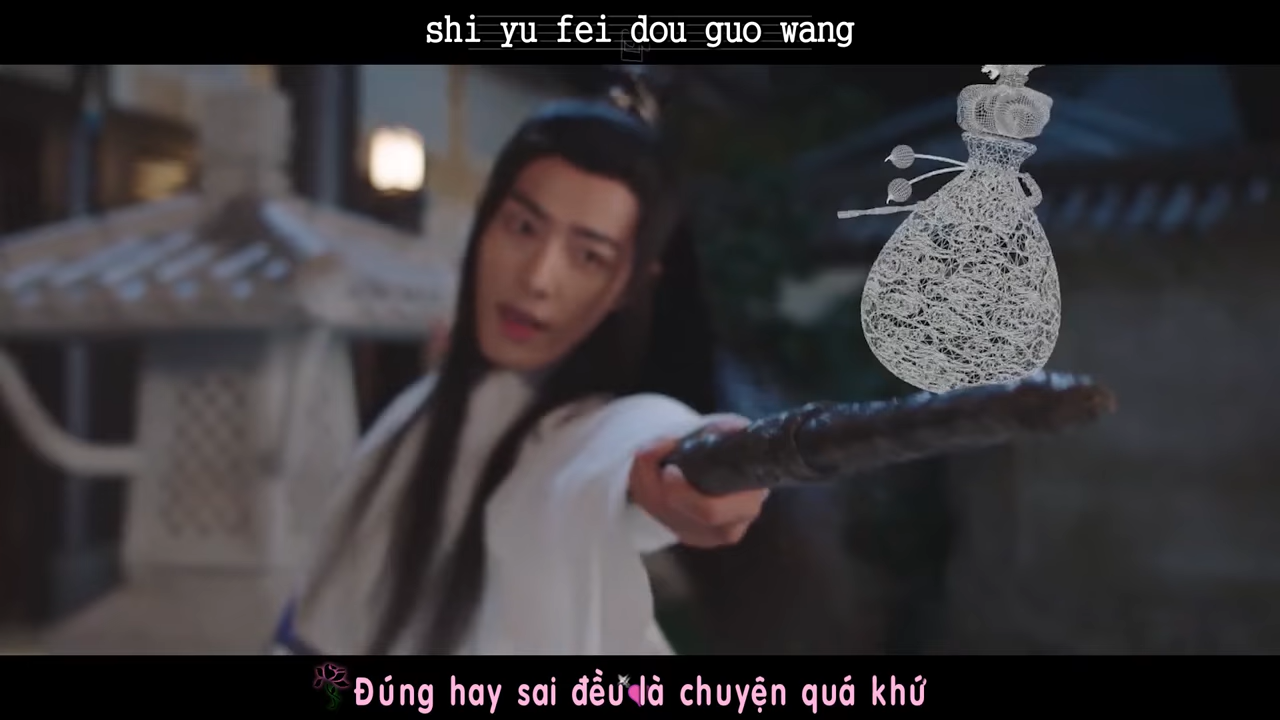 shi yu fei dou guo wang
Đúng hay sai đều là chuyện quá khứ